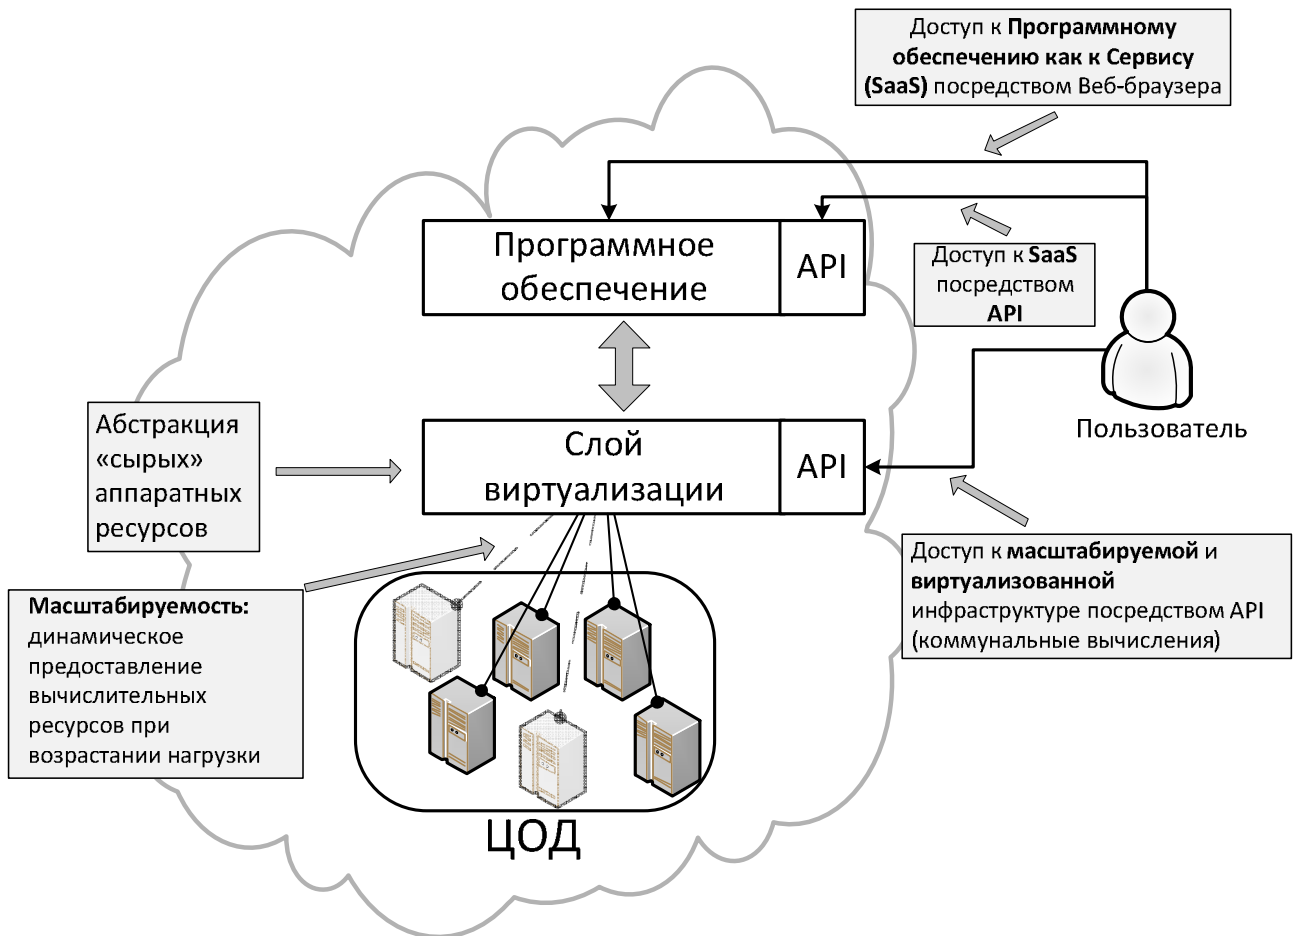 Доступ к Программному
обеспечению как к Сервису
(SaaS) посредством Веб-браузера
Программное
обеспечение
API
Доступ к SaaS
посредством
API
Пользователь
Абстракция
«сырых»
аппаратных
ресурсов
Слой
виртуализации
API
Доступ к масштабируемой и
виртуализованной
инфраструктуре посредством API
(коммунальные вычисления)
Масштабируемость:
динамическое
предоставление
вычислительных
ресурсов при
возрастании нагрузки
ЦОД